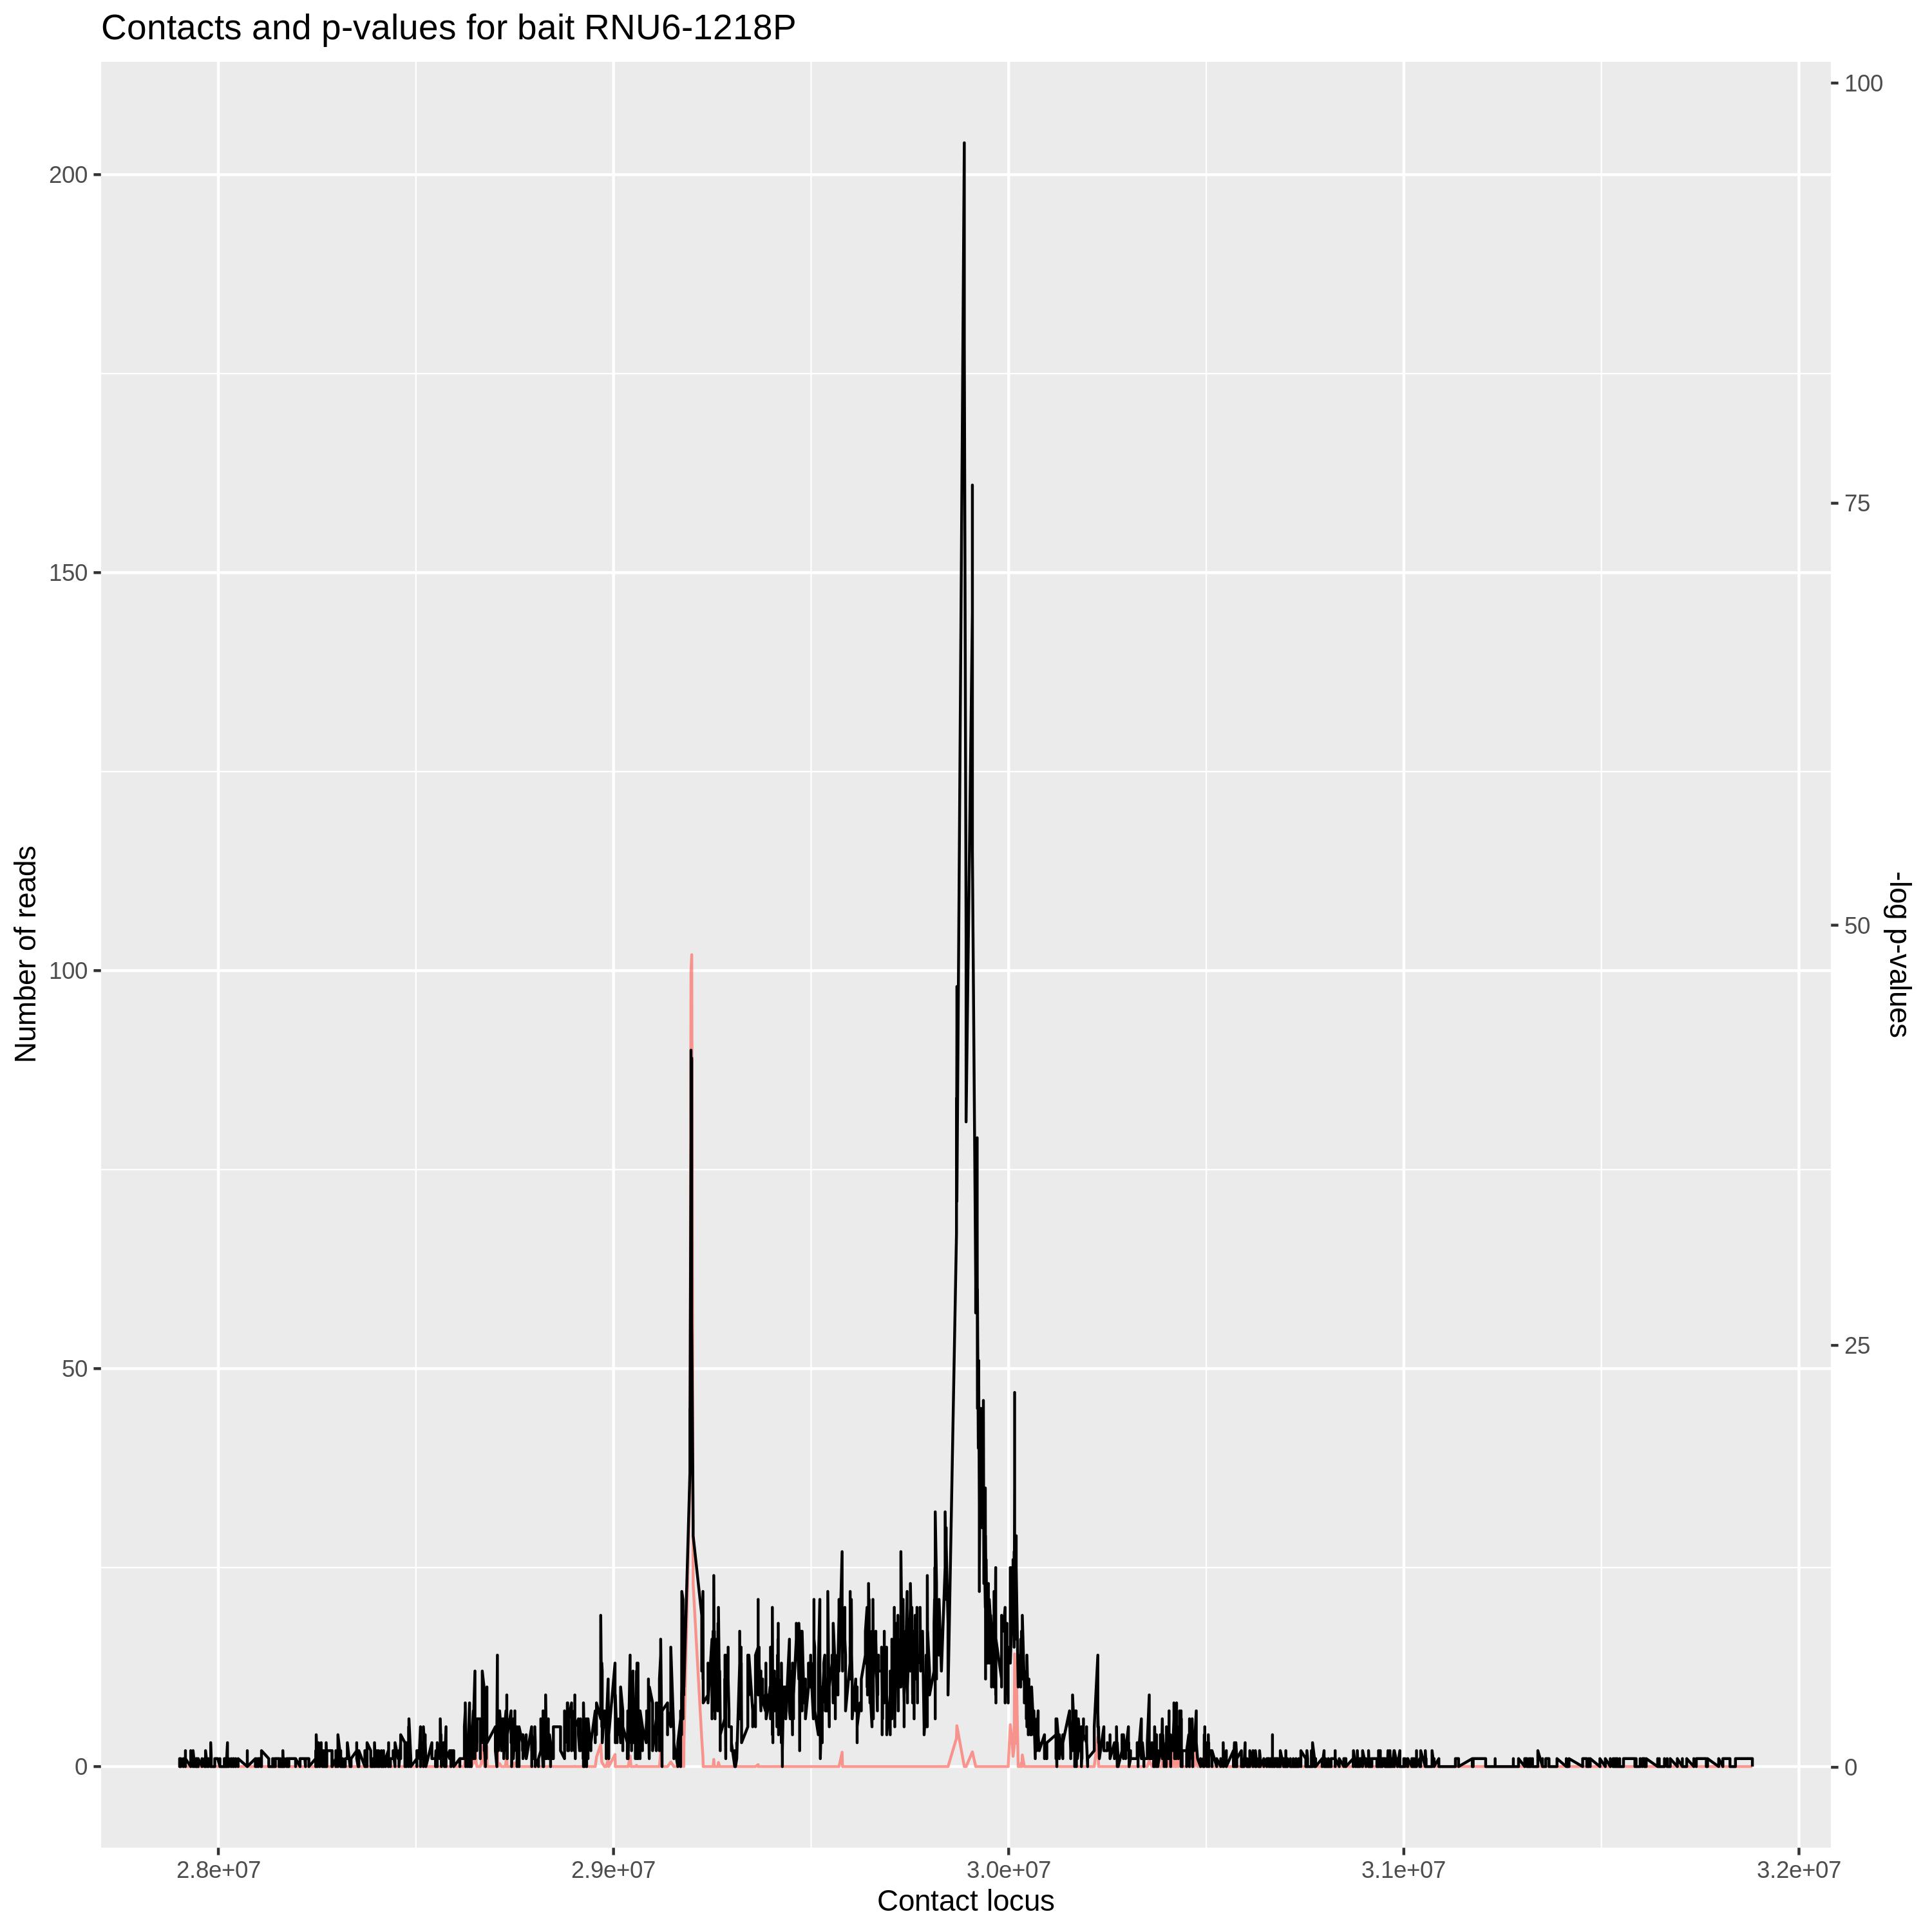 Contacts and p-values for bait RNU6-1218P
Number of reads
200
150
100
50
0
100
75
50
25
0
-log p-values
2.8e+07
2.9e+07
3.0e+07
3.1e+07
3.2e+07
Contact locus